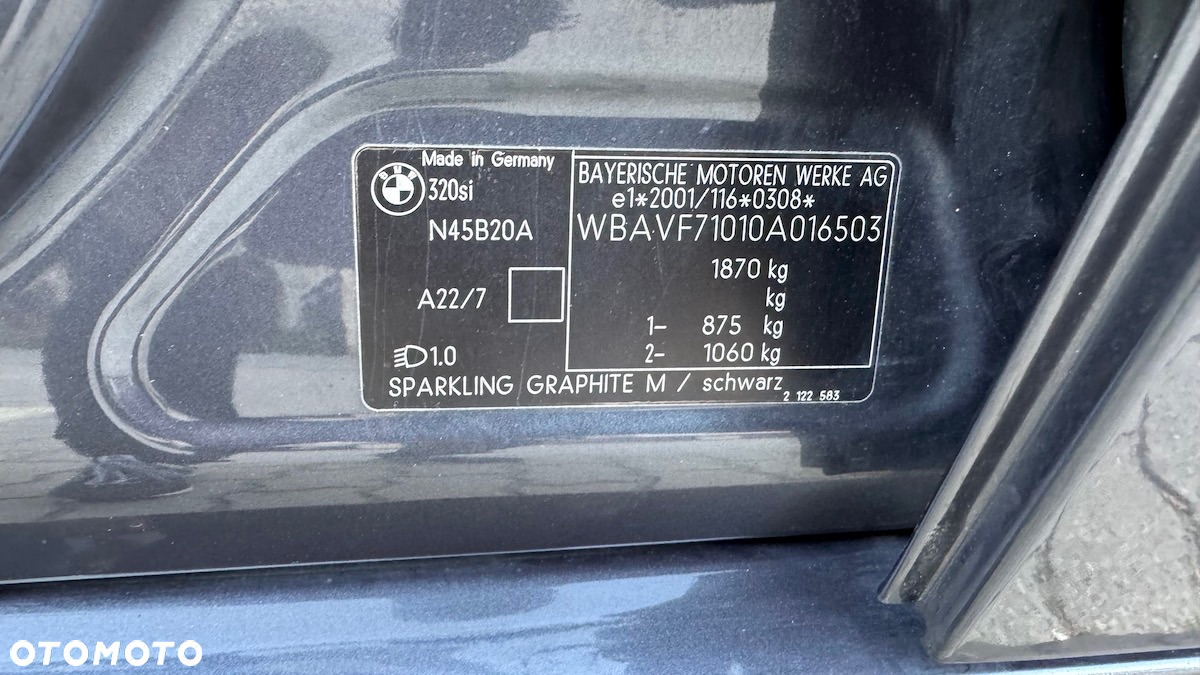 Made in Germany
BMW
320si
N45B20A
A22/7
1.0
BAYERISCHE MOTOREN WERKE AG
e1*2001/116*0308*
WBAVF71010A016503
1870 kg
kg
1- 875 kg
2- 1060 kg
SPARKLING GRAPHITE M / schwarz
2 122 583
OTOMOTO